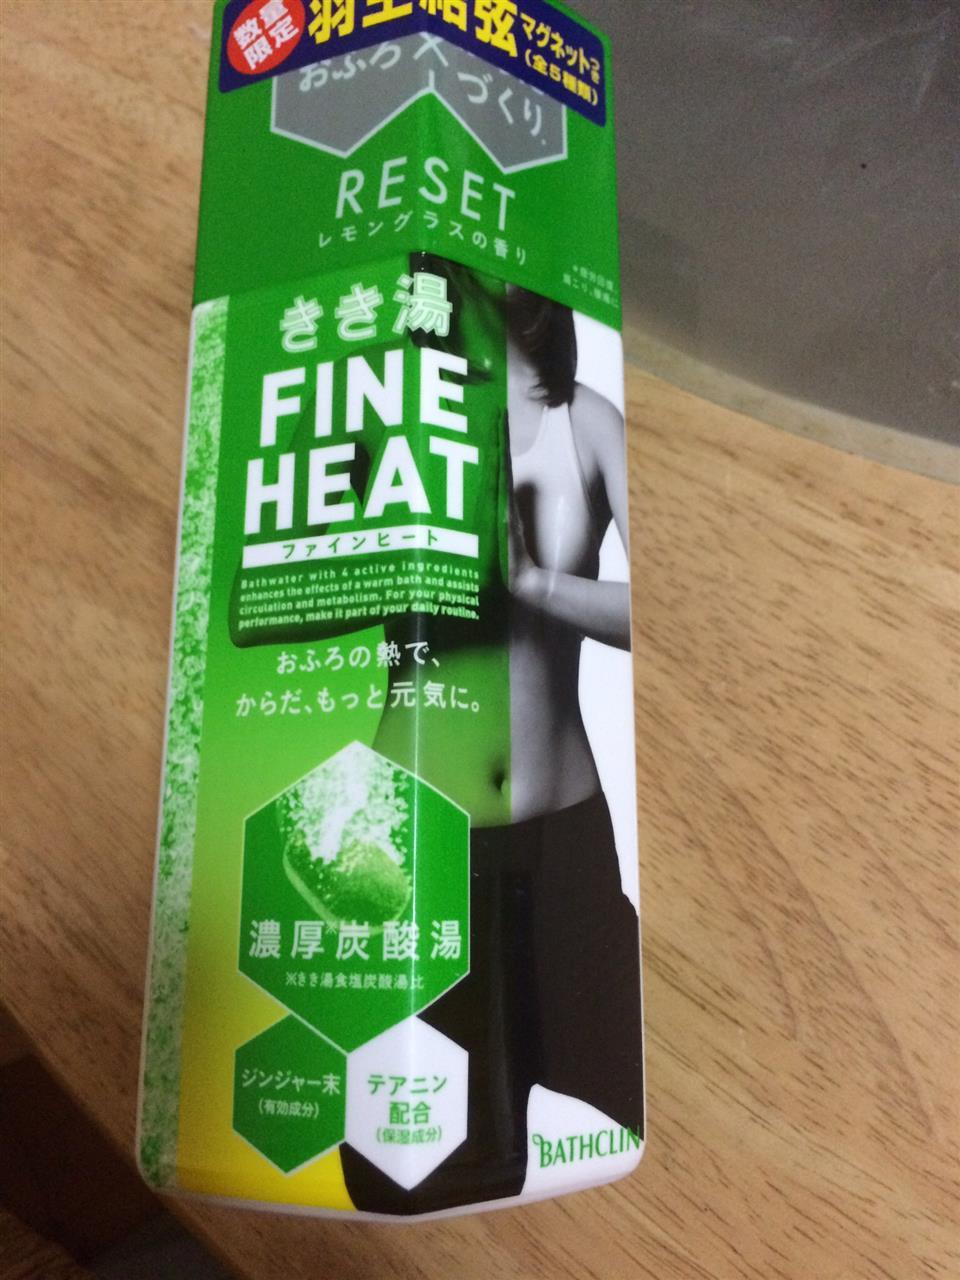 数量
限定
羽生結弦
マグネットつき
(全5種類)
おふろ×
づくり
RESET
レモングラスの香り
きき湯
FINE
HEAT
ファインヒート
Bathwater with 4 active ingredients
enhances the effects of a warm bath and assists
circulation and metabolism. For your physical
performance, make it part of your daily routine.
おふろの熱で、
からだ、もっと元気に。
濃厚※炭酸湯
※きき湯食塩炭酸湯比
ジンジャー末
(有効成分)
テアニン
配合
(保湿成分)
BATHCLIN